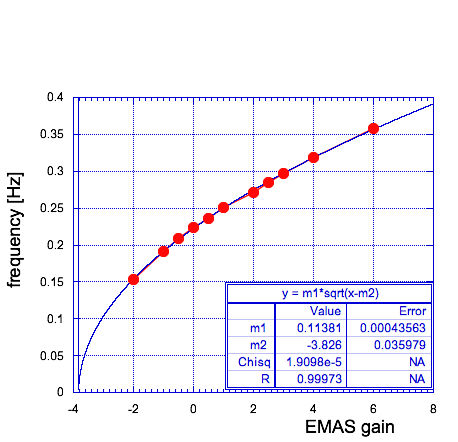 0.4
0.35
0.3
0.25
0.2
0.15
0.1
0.05
0
frequency [Hz]
y = m1*sqrt(x-m2)
Value Error
m1 0.11381 0.00043563
m2 -3.826 0.035979
Chisq 1.9098e-5 NA
R 0.99973 NA
-4 -2 0 2 4 6 8
EMAS gain